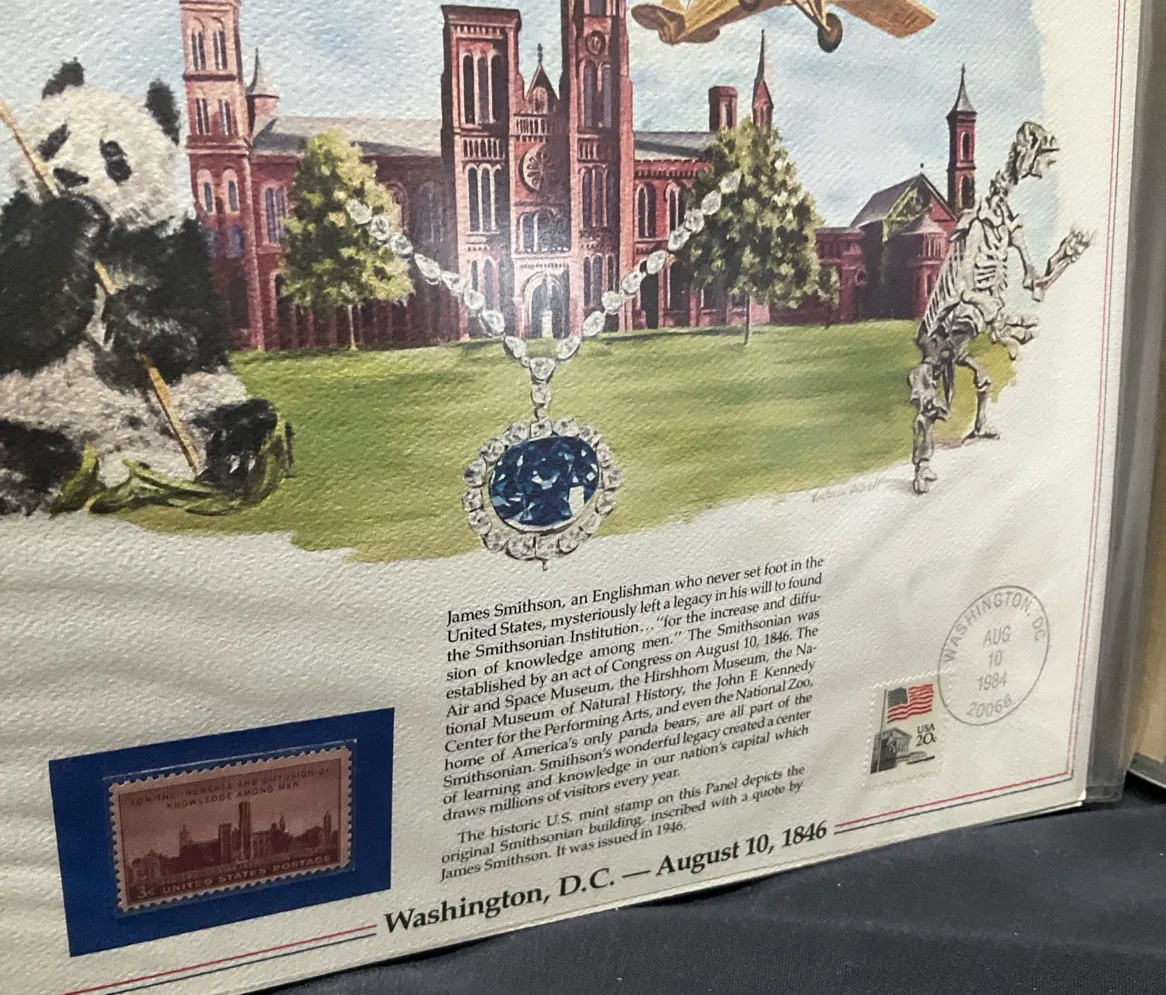 James Smithson, an Englishman who never set foot in the
United States, mysteriously left a legacy in his will to found
the Smithsonian Institution... "for the increase and diffu-
sion of knowledge among men." The Smithsonian was
established by an act of Congress on August 10, 1846. The
Air and Space Museum, the Hirshhorn Museum, the Na-
tional Museum of Natural History, the John F. Kennedy
Center for the Performing Arts, and even the National Zoo,
home of America's only panda bears, are all part of the
Smithsonian. Smithson's wonderful legacy created a center
of learning and knowledge in our nation's capital which
draws millions of visitors every year.
The historic U.S. mint stamp on this Panel depicts the
original Smithsonian building, inscribed with a quote by
James Smithson. It was issued in 1946.
WASHINGTON, DC
AUG
10
1984
20066
USA
20c
FOR THE INCREASE AND DIFFUSION OF
KNOWLEDGE AMONG MEN
3¢ UNITED STATES POSTAGE
Washington, D.C. — August 10, 1846